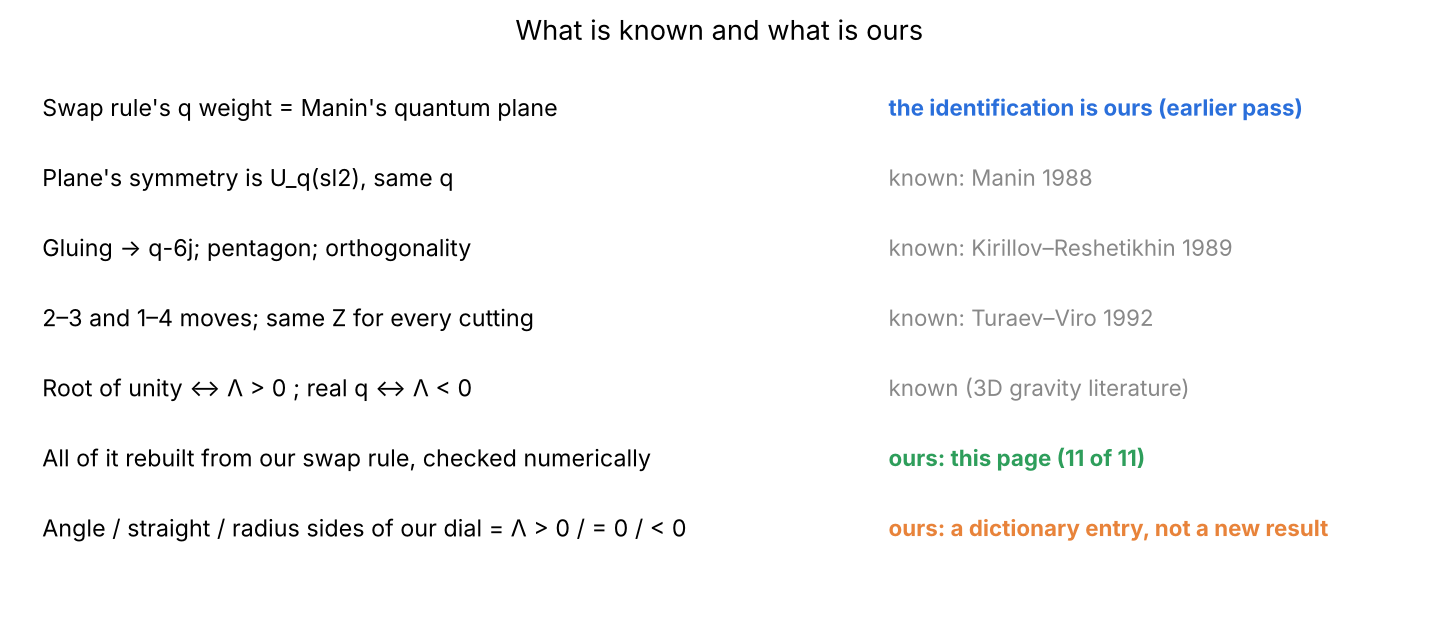 What is known and what is ours
Swap rule's q weight = Manin's quantum plane the identification is ours (earlier pass)
Plane's symmetry is U_q(sl2), same q known: Manin 1988
Gluing → q-6j; pentagon; orthogonality known: Kirillov–Reshetikhin 1989
2–3 and 1–4 moves; same Z for every cutting known: Turaev–Viro 1992
Root of unity ↔ Λ > 0 ; real q ↔ Λ < 0 known (3D gravity literature)
All of it rebuilt from our swap rule, checked numerically ours: this page (11 of 11)
Angle / straight / radius sides of our dial = Λ > 0 / = 0 / < 0 ours: a dictionary entry, not a new result